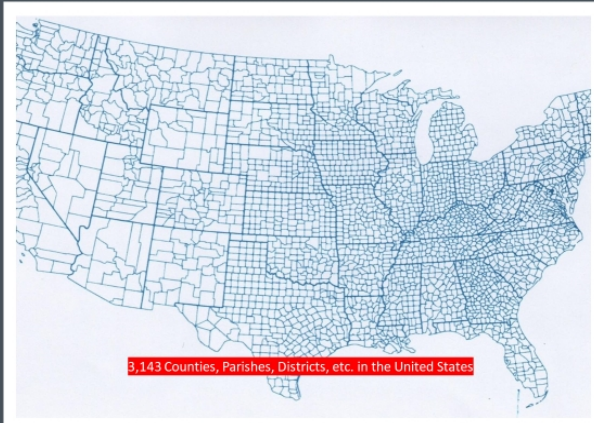 3,143 Counties, Parishes, Districts, etc. in the United States